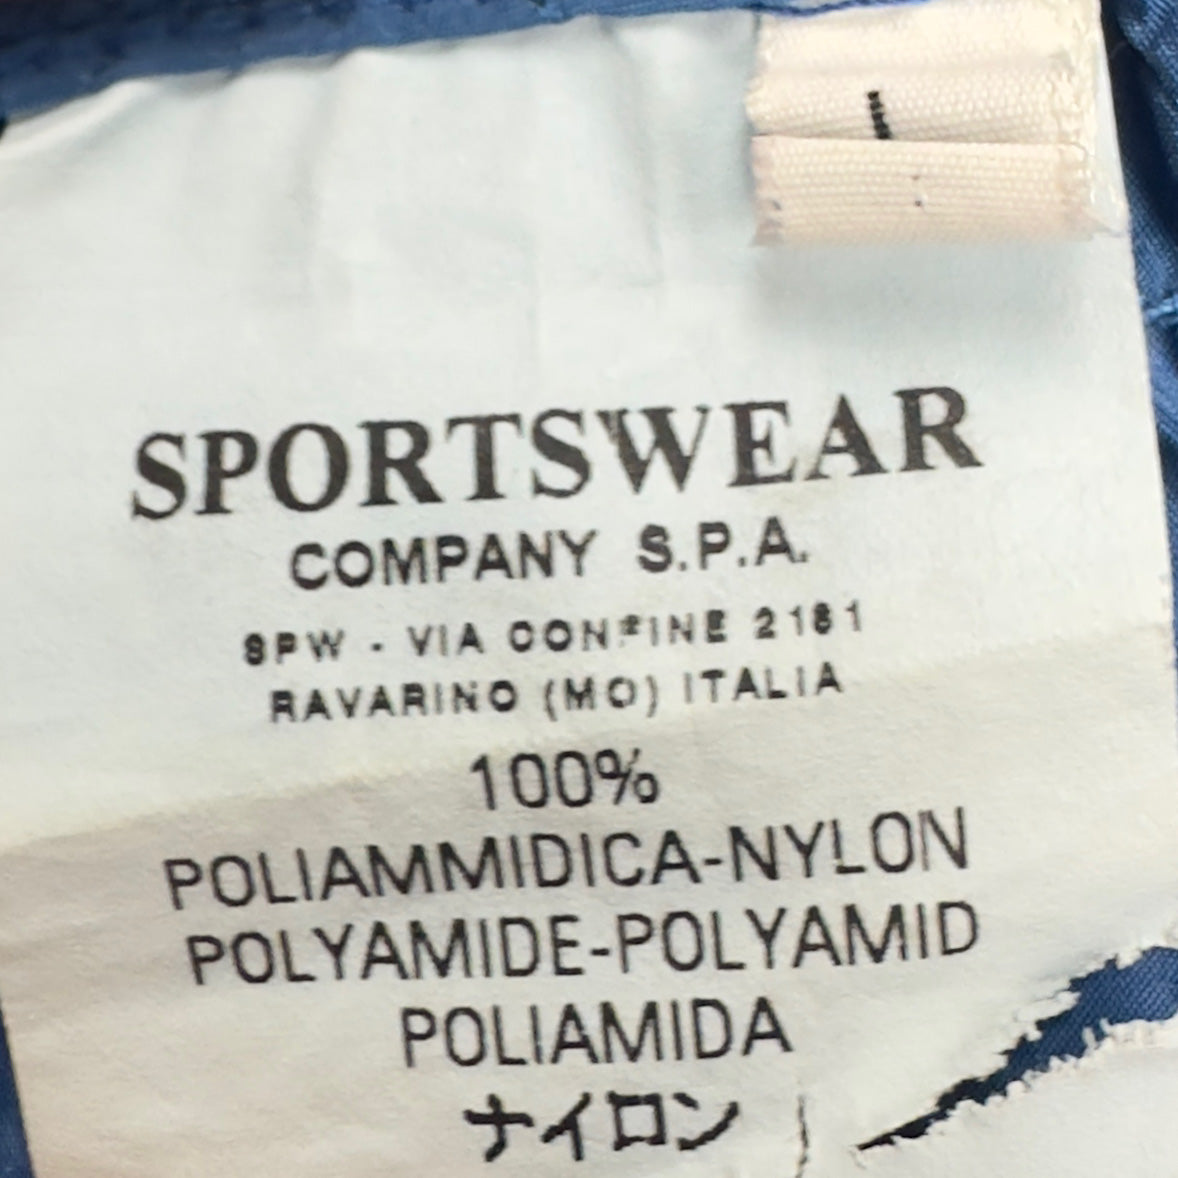 SPORTSWEAR
COMPANY S.P.A.
SPW - VIA CONFINE 2161
RAVARINO (MO) ITALIA
100%
POLIAMMIDICA-NYLON
POLYAMIDE-POLYAMID
POLIAMIDA
ナイロン